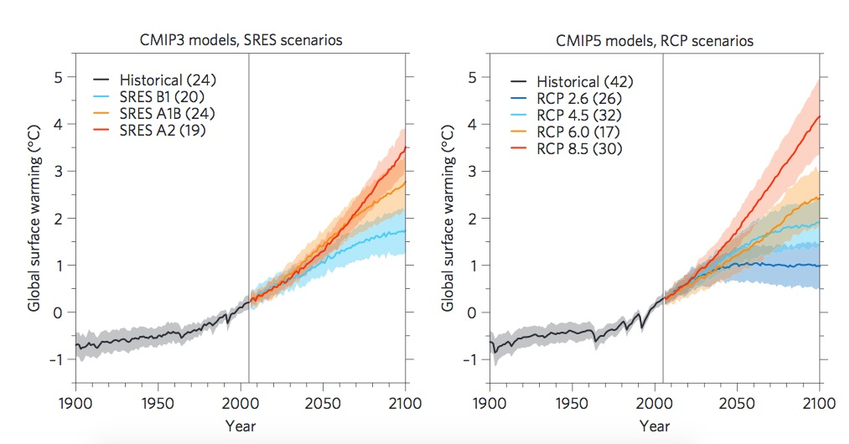 CMIP3 models, SRES scenarios
Global surface warming (°C)
5
4
3
2
1
0
-1
Historical (24)
SRES B1 (20)
SRES A1B (24)
SRES A2 (19)
1900 1950 2000 2050 2100
Year
CMIP5 models, RCP scenarios
Global surface warming (°C)
5
4
3
2
1
0
-1
Historical (42)
RCP 2.6 (26)
RCP 4.5 (32)
RCP 6.0 (17)
RCP 8.5 (30)
1900 1950 2000 2050 2100
Year